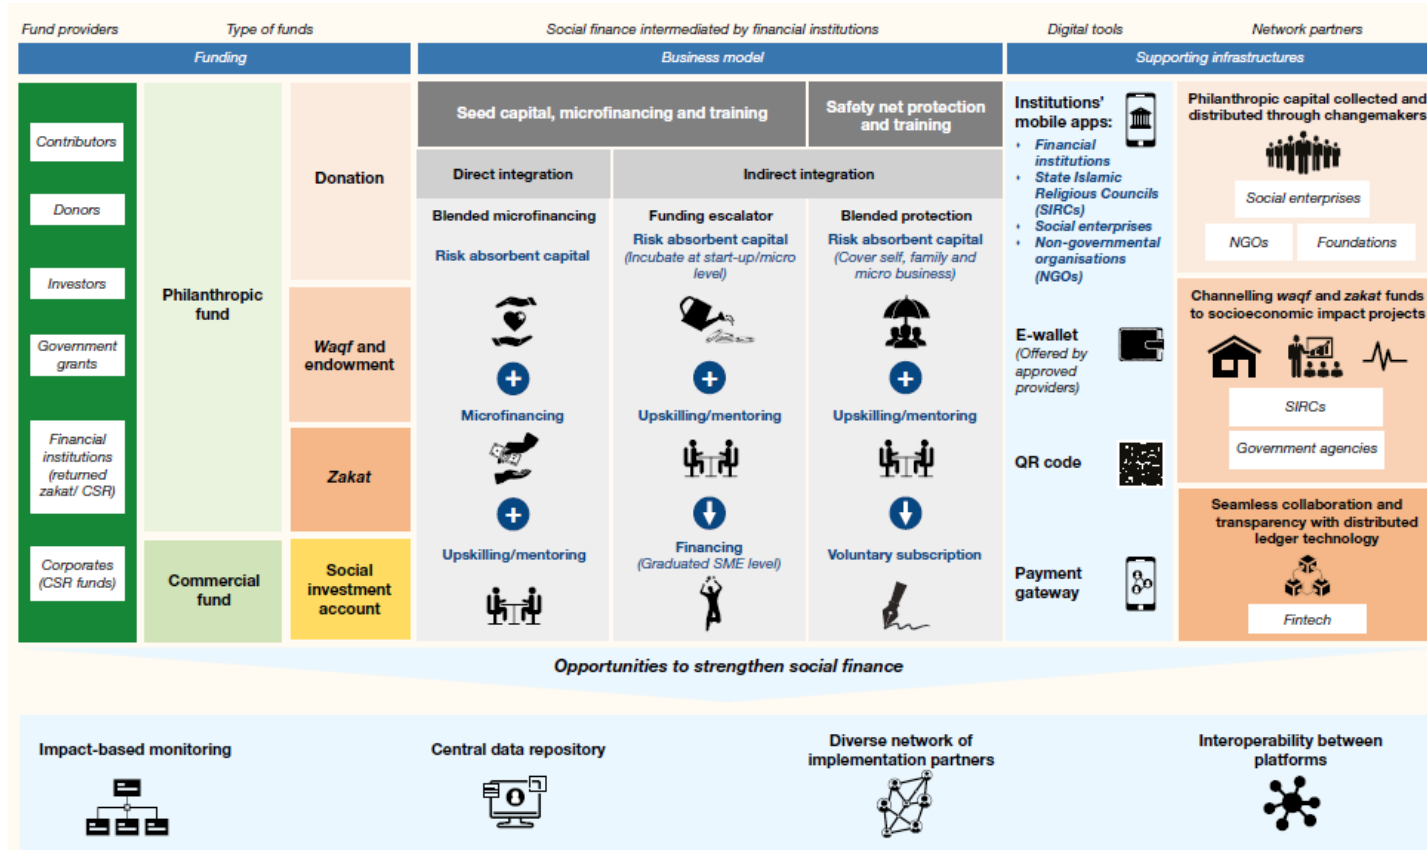 Fund providers
Type of funds
Social finance intermediated by financial institutions
Digital tools
Network partners
Funding
Business model
Supporting infrastructures
Contributors
Donors
Investors
Government
grants
Financial
institutions
(returned
zakat/ CSR)
Corporates
(CSR funds)
Philanthropic
fund
Commercial
fund
Donation
Waqf and
endowment
Zakat
Social
investment
account
Seed capital, microfinancing and training
Safety net protection
and training
Direct integration
Indirect integration
Blended microfinancing
Risk absorbent capital
Microfinancing
Upskilling/mentoring
Funding escalator
Risk absorbent capital
(Incubate at start-up/micro
level)
Upskilling/mentoring
Financing
(Graduated SME level)
Blended protection
Risk absorbent capital
(Cover self, family and
micro business)
Upskilling/mentoring
Voluntary subscription
Institutions'
mobile apps:
Financial
institutions
State Islamic
Religious Councils
(SIRCs)
Social enterprises
Non-governmental
organisations
(NGOs)
E-wallet
(Offered by
approved
providers)
QR code
Payment
gateway
Philanthropic capital collected and
distributed through changemakers
Social enterprises
NGOs
Foundations
Channelling waqf and zakat funds
to socioeconomic impact projects
SIRCs
Government agencies
Seamless collaboration and
transparency with distributed
ledger technology
Fintech
Opportunities to strengthen social finance
Impact-based monitoring
Central data repository
Diverse network of
implementation partners
Interoperability between
platforms